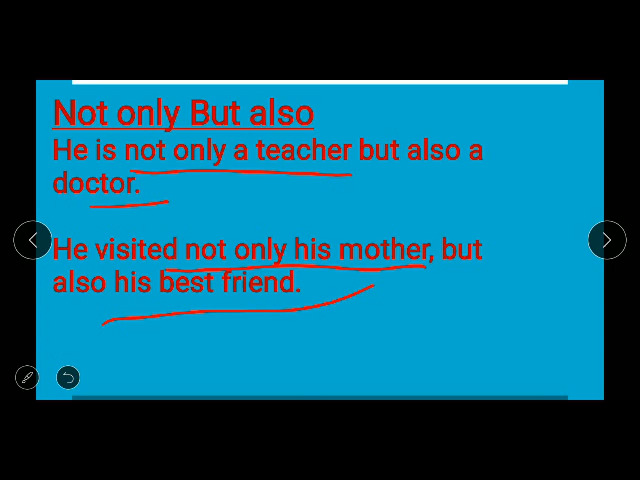 Not only But also
He is not only a teacher but also a
doctor.
He visited not only his mother, but
also his best friend.